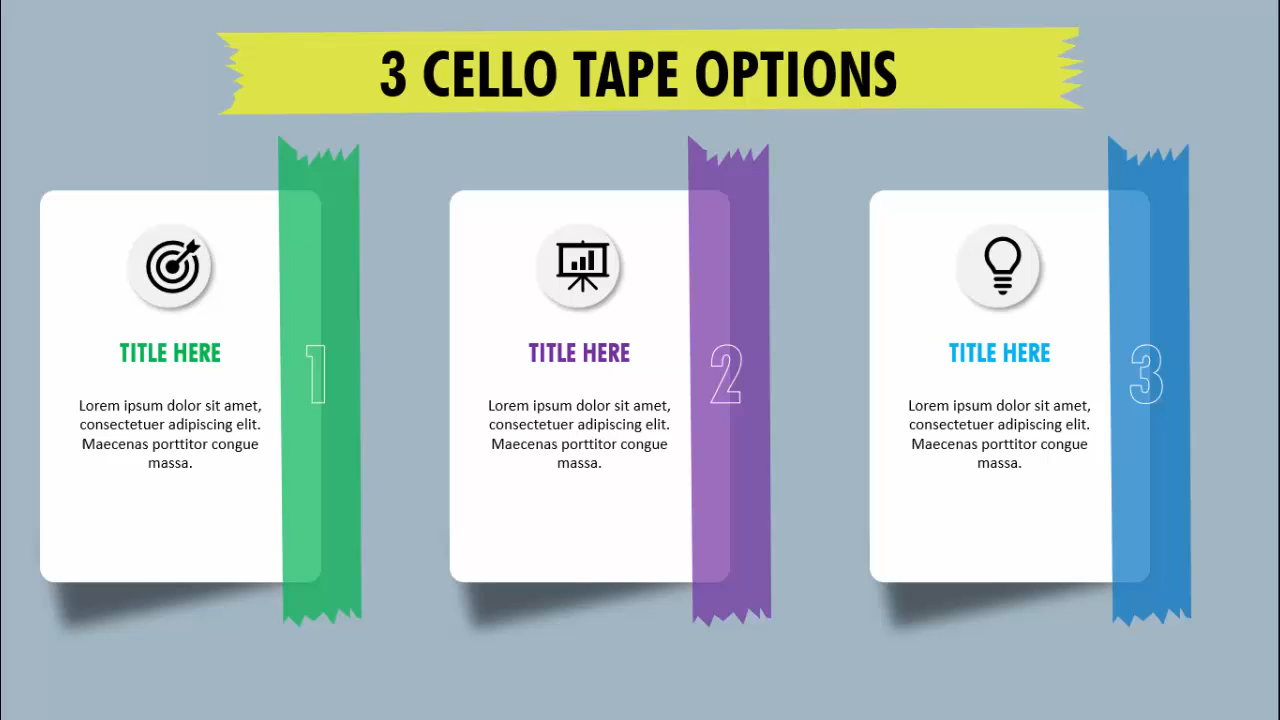 3 CELLO TAPE OPTIONS
TITLE HERE
Lorem ipsum dolor sit amet,
consectetuer adipiscing elit.
Maecenas porttitor congue
massa.
1
TITLE HERE
Lorem ipsum dolor sit amet,
consectetuer adipiscing elit.
Maecenas porttitor congue
massa.
2
TITLE HERE
Lorem ipsum dolor sit amet,
consectetuer adipiscing elit.
Maecenas porttitor congue
massa.
3